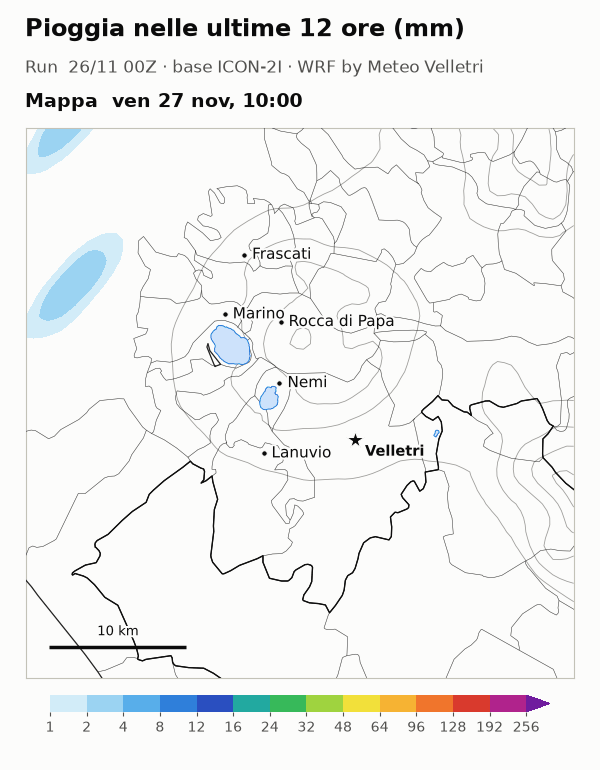 Pioggia nelle ultime 12 ore (mm)
Run  26/11 00Z · base ICON-2I · WRF by Meteo Velletri
Mappa  ven 27 nov, 10:00
Frascati
Marino
Rocca di Papa
Nemi
Velletri
Lanuvio
10 km
1 2 4 8 12 16 24 32 48 64 96 128 192 256